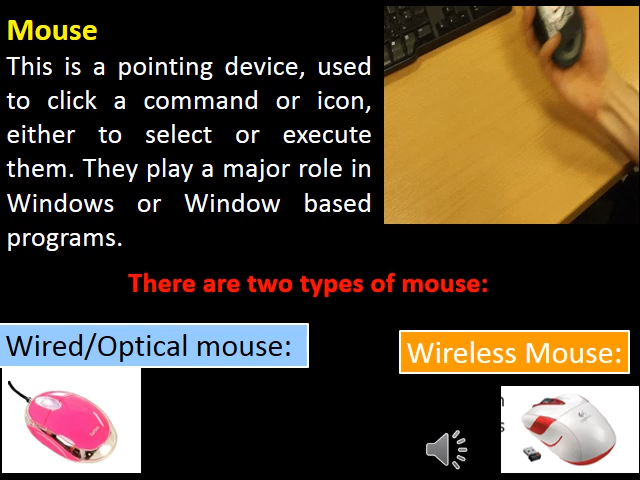 Mouse
This is a pointing device, used
to click a command or icon,
either to select or execute
them. They play a major role in
Windows or Window based
programs.
There are two types of mouse:
Wired/Optical mouse:
Wireless Mouse: